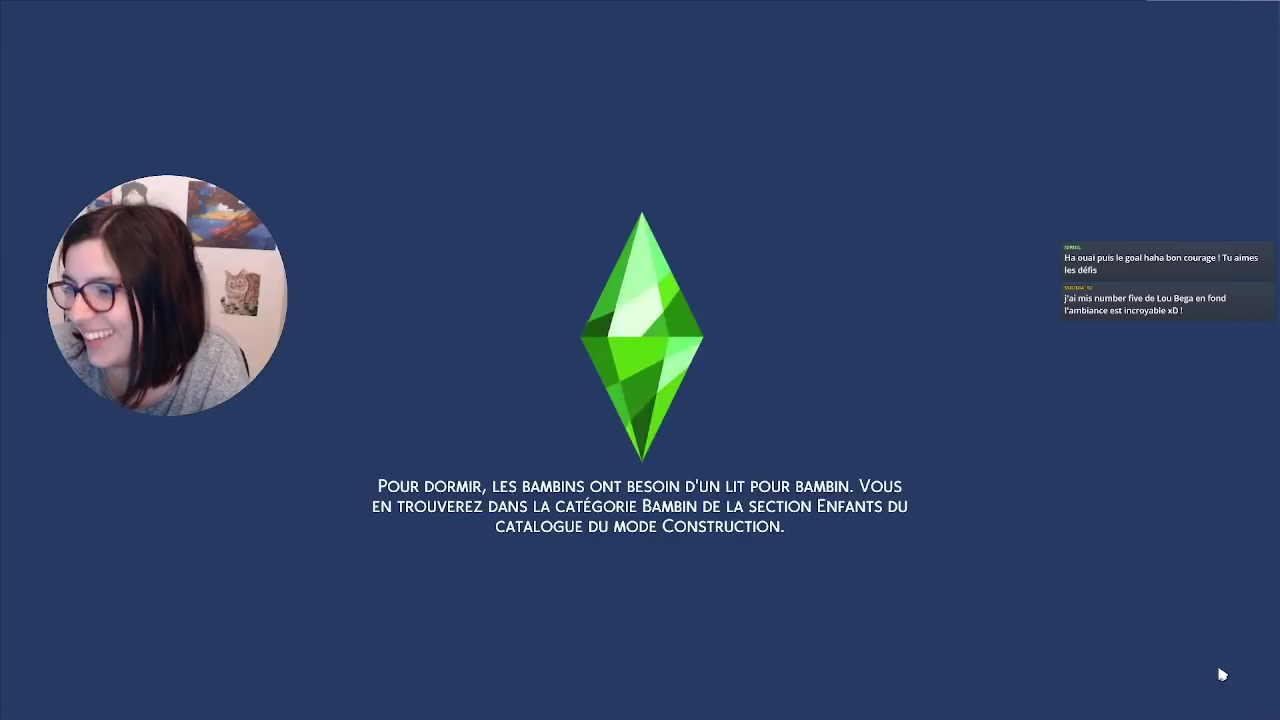 Ha ouai puis le goal haha bon courage ! Tu aimes
les défis
j'ai mis number five de Lou Bega en fond
l'ambiance est incroyable xD !
Pour dormir, les bambins ont besoin d'un lit pour bambin. Vous
en trouverez dans la catégorie Bambin de la section Enfants du
catalogue du mode Construction.